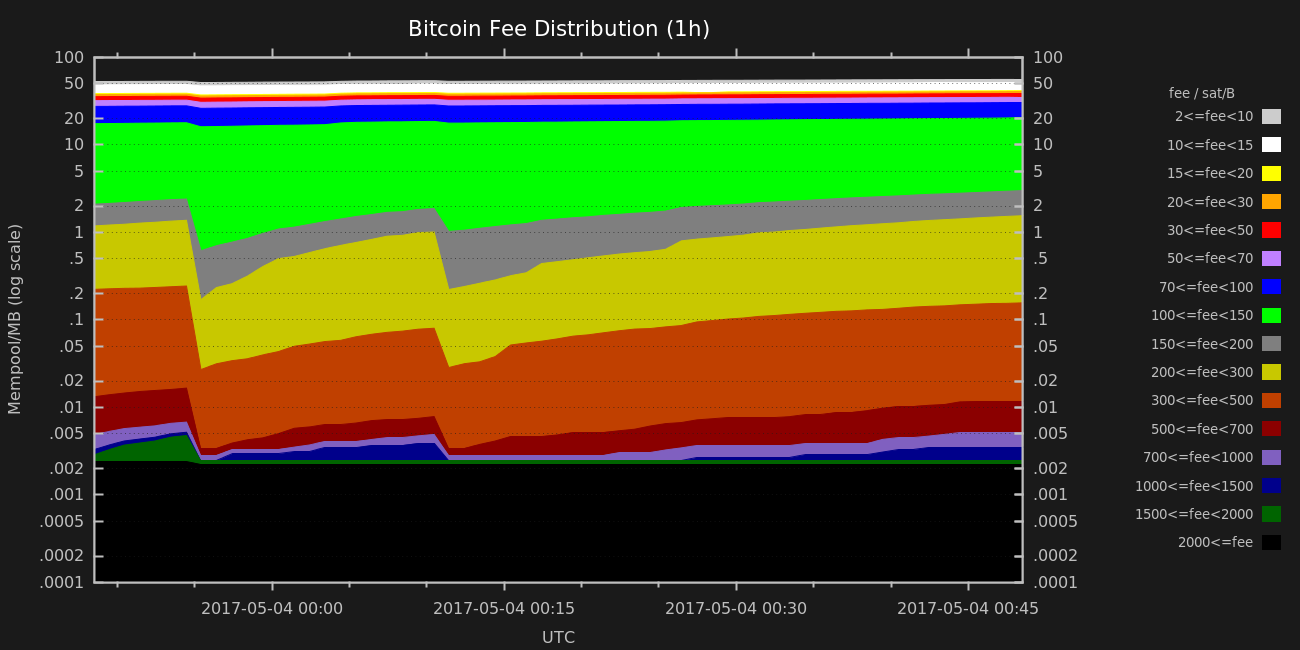 Bitcoin Fee Distribution (1h)
Mempool/MB (log scale)
100
50
20
10
5
2
1
.5
.2
.1
.05
.02
.01
.005
.002
.001
.0005
.0002
.0001
100
50
20
10
5
2
1
.5
.2
.1
.05
.02
.01
.005
.002
.001
.0005
.0002
.0001
2017-05-04 00:00
2017-05-04 00:15
2017-05-04 00:30
2017-05-04 00:45
UTC
fee / sat/B
2<=fee<10
10<=fee<15
15<=fee<20
20<=fee<30
30<=fee<50
50<=fee<70
70<=fee<100
100<=fee<150
150<=fee<200
200<=fee<300
300<=fee<500
500<=fee<700
700<=fee<1000
1000<=fee<1500
1500<=fee<2000
2000<=fee